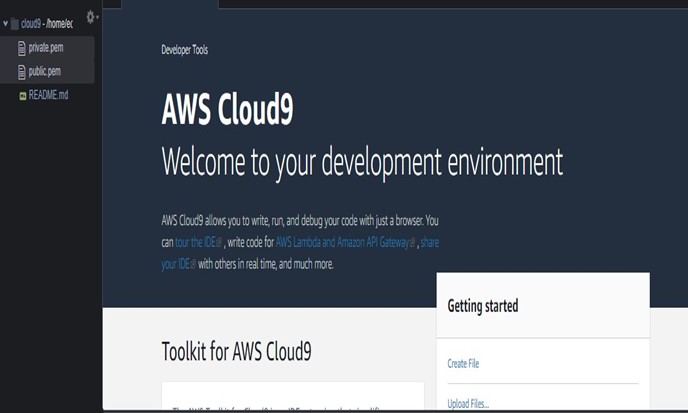 cloud9 - /home/ec
private.pem
public.pem
README.md
Developer Tools
AWS Cloud9
Welcome to your development environment
AWS Cloud9 allows you to write, run, and debug your code with just a browser. You
can tour the IDE , write code for AWS Lambda and Amazon API Gateway , share
your IDE with others in real time, and much more.
Getting started
Create File
Upload Files...
Toolkit for AWS Cloud9